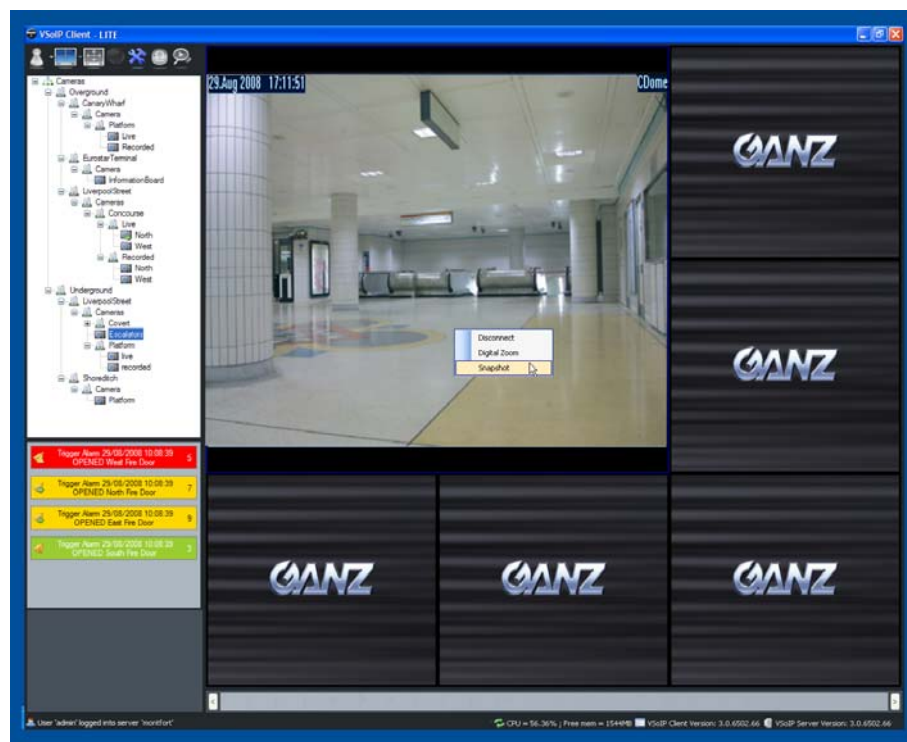 VSoIP Client - LITE
Cameras
Overground
CanaryWharf
Camera
Platform
Live
Recorded
EurostarTerminal
Camera
InformationBoard
LiverpoolStreet
Cameras
Concourse
Live
North
West
Recorded
North
West
Underground
LiverpoolStreet
Cameras
Covert
Escalators
Platform
live
recorded
Shoreditch
Camera
Platform
29.Aug 2008 17:11:51
CDome
Disconnect
Digital Zoom
Snapshot
GANZ
GANZ
GANZ
GANZ
GANZ
Trigger Alarm 29/08/2008 10:08:39
OPENED West Fire Door
5
Trigger Alarm 29/08/2008 10:08:39
OPENED North Fire Door
7
Trigger Alarm 29/08/2008 10:08:39
OPENED East Fire Door
9
Trigger Alarm 29/08/2008 10:08:39
OPENED South Fire Door
3
User 'admin' logged into server 'montfort'
CPU = 56.36% ; Free mem = 1544MB
VSoIP Client Version: 3.0.6502.66
VSoIP Server Version: 3.0.6502.66